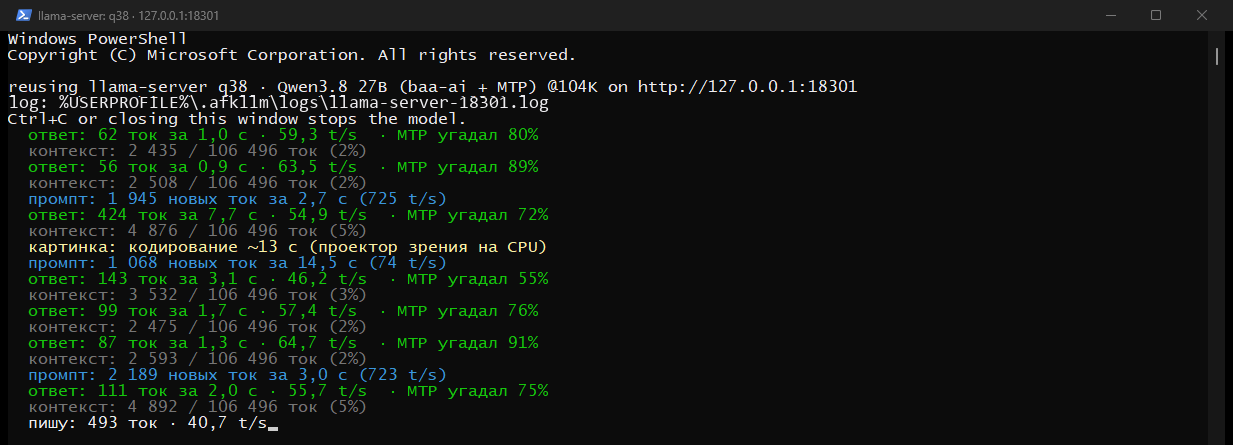 llama-server: q38 · 127.0.0.1:18301
Windows PowerShell
Copyright (C) Microsoft Corporation. All rights reserved.
reusing llama-server q38 · Qwen3.8 27B (baa-ai + MTP) @104K on http://127.0.0.1:18301
log: %USERPROFILE%\.afkllm\logs\llama-server-18301.log
Ctrl+C or closing this window stops the model.
ответ: 62 ток за 1,0 с · 59,3 t/s · MTP угадал 80%
контекст: 2 435 / 106 496 ток (2%)
ответ: 56 ток за 0,9 с · 63,5 t/s · MTP угадал 89%
контекст: 2 508 / 106 496 ток (2%)
промпт: 1 945 новых ток за 2,7 с (725 t/s)
ответ: 424 ток за 7,7 с · 54,9 t/s · MTP угадал 72%
контекст: 4 876 / 106 496 ток (5%)
картинка: кодирование ~13 с (проектор зрения на CPU)
промпт: 1 068 новых ток за 14,5 с (74 t/s)
ответ: 143 ток за 3,1 с · 46,2 t/s · MTP угадал 55%
контекст: 3 532 / 106 496 ток (3%)
ответ: 99 ток за 1,7 с · 57,4 t/s · MTP угадал 76%
контекст: 2 475 / 106 496 ток (2%)
ответ: 87 ток за 1,3 с · 64,7 t/s · MTP угадал 91%
контекст: 2 593 / 106 496 ток (2%)
промпт: 2 189 новых ток за 3,0 с (723 t/s)
ответ: 111 ток за 2,0 с · 55,7 t/s · MTP угадал 75%
контекст: 4 892 / 106 496 ток (5%)
пишу: 493 ток · 40,7 t/s